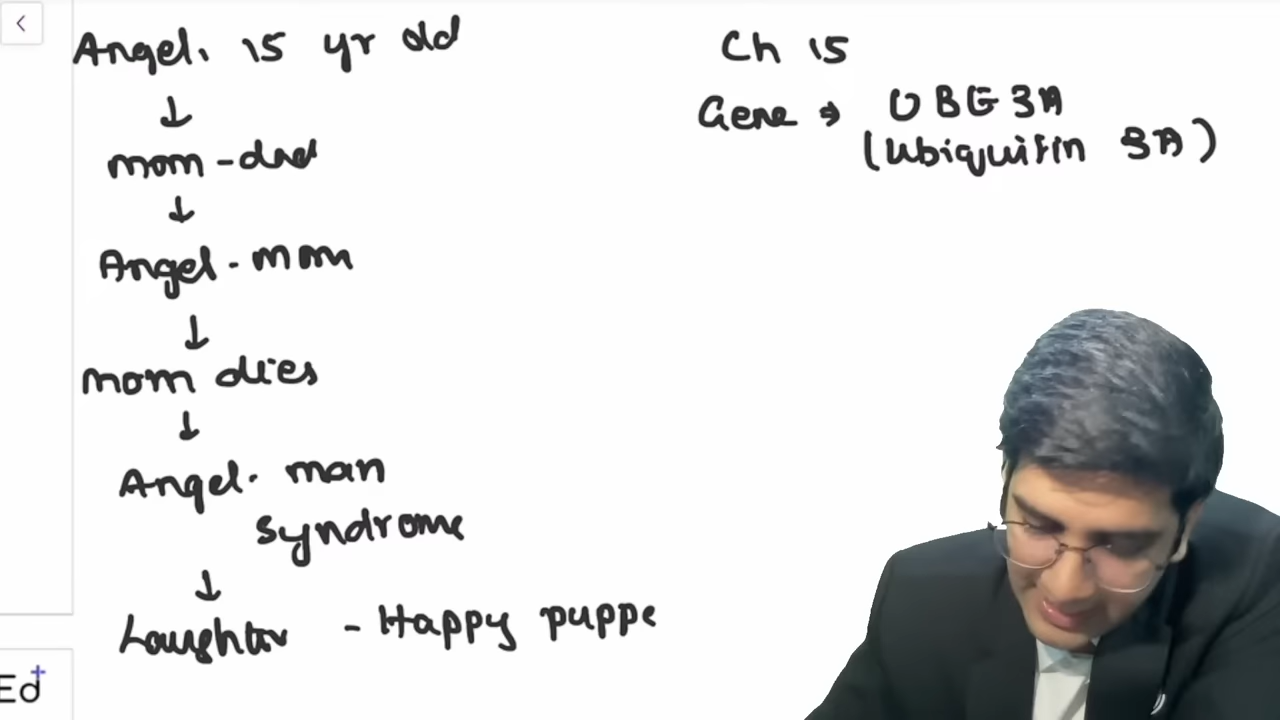 Angel, 15 yr old
↓
mom - dad
↓
Angel - mom
↓
mom dies
↓
Angel - man
syndrome
↓
Laughter - Happy puppe
Ch 15
Gene → UBE3A
(Ubiquitin 3A)
Ed+